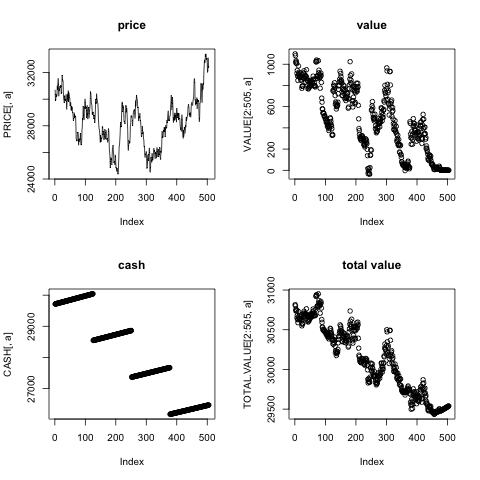 price
PRICE[, a]
24000 28000 32000
0 100 200 300 400 500
Index
value
VALUE[2:505, a]
0 200 600 1000
0 100 200 300 400 500
Index
cash
CASH[, a]
27000 29000
0 100 200 300 400 500
Index
total value
TOTAL.VALUE[2:505, a]
29500 30000 30500 31000
0 100 200 300 400 500
Index